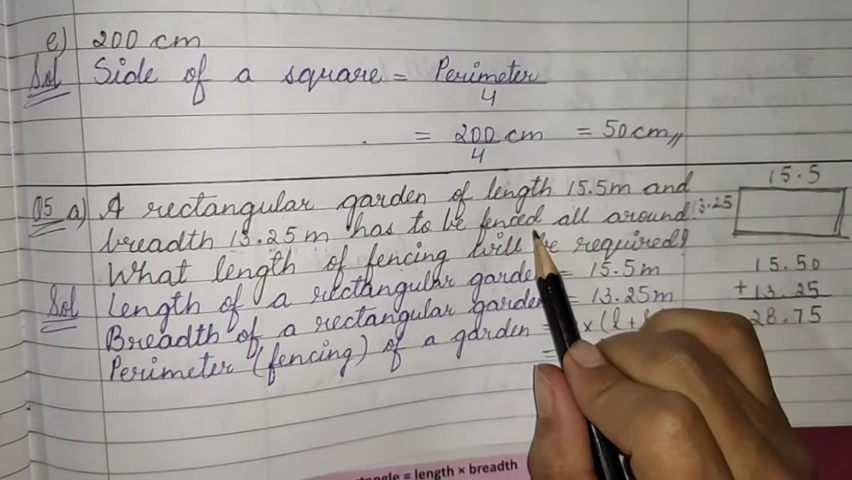 e) 200 cm
Sol Side of a square = Perimeter
4
= 200 cm = 50 cm
4
Q5 a) A rectangular garden of length 15.5m and
breadth 13.25m has to be fenced all around.
What length of fencing will be required?
Sol Length of a rectangular garden = 15.5m
Breadth of a rectangular garden = 13.25m
Perimeter (fencing) of a garden = × (l +
=
15.5
13.25
15.50
+ 13.25
28.75
= length × breadth